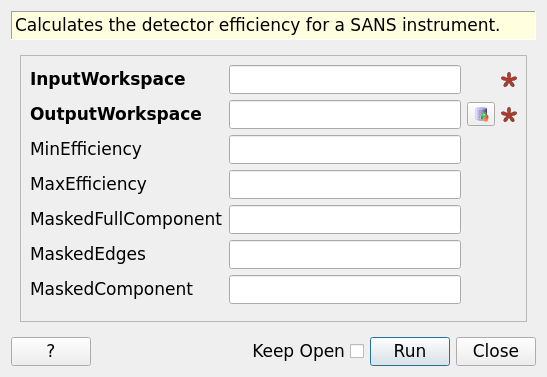 Calculates the detector efficiency for a SANS instrument.
InputWorkspace
OutputWorkspace
MinEfficiency
MaxEfficiency
MaskedFullComponent
MaskedEdges
MaskedComponent
? Keep Open Run Close